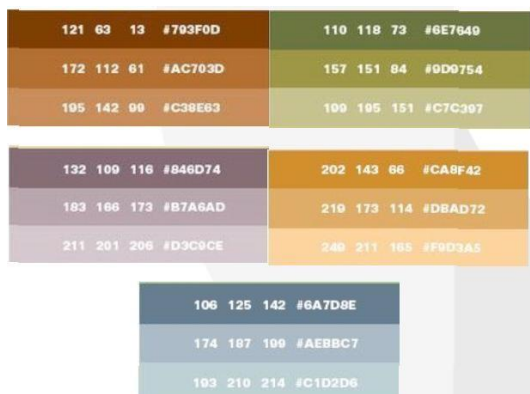 121 63 13 #793F0D
172 112 61 #AC703D
195 142 99 #C38E63
110 118 73 #6E7649
157 151 84 #9D9754
199 195 151 #C7C397
132 109 116 #846D74
183 166 173 #B7A6AD
211 201 206 #D3C9CE
202 143 66 #CA8F42
219 173 114 #DBAD72
249 211 165 #F9D3A5
106 125 142 #6A7D8E
174 187 199 #AEBBC7
193 210 214 #C1D2D6